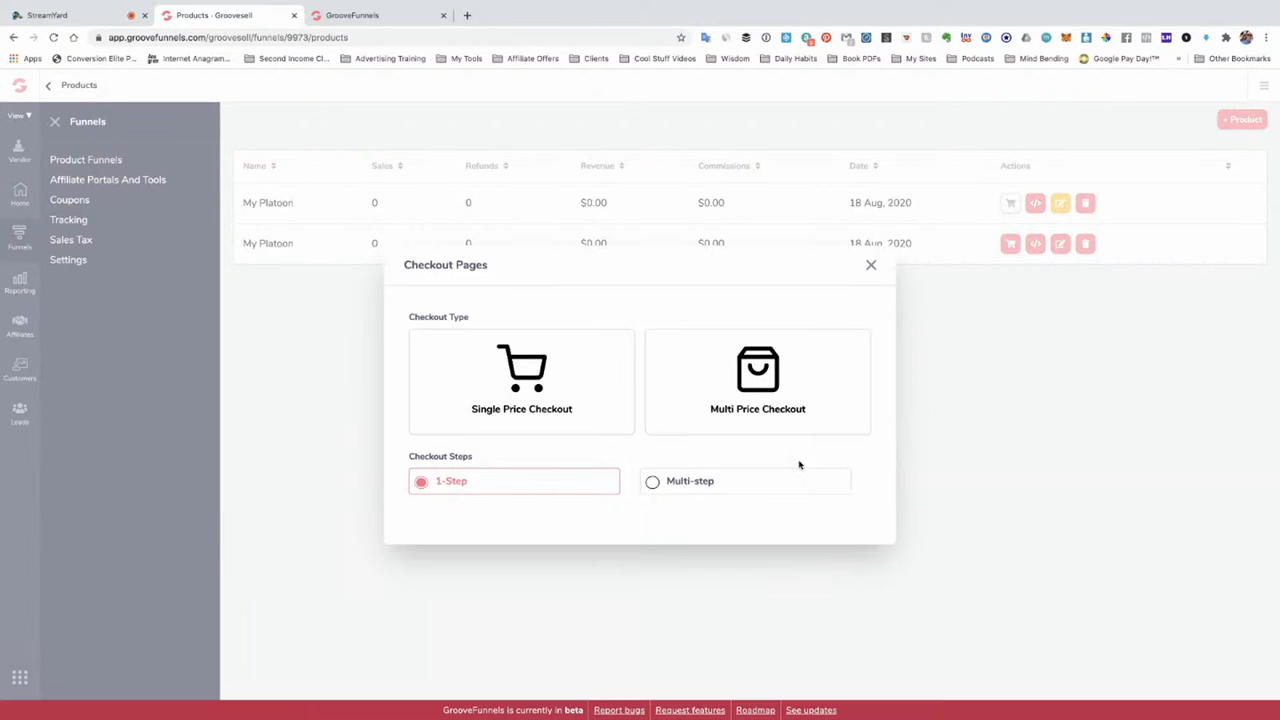 StreamYard
Products - Groovesell
GrooveFunnels
app.groovefunnels.com/groovesell/funnels/9973/products
Apps
Conversion Elite P...
Internet Anagram...
Second Income Cl...
Advertising Training
My Tools
Affiliate Offers
Clients
Cool Stuff Videos
Wisdom
Daily Habits
Book PDFs
My Sites
Podcasts
Mind Bending
Google Pay Day!™
»
Other Bookmarks
Products
View
Funnels
+ Product
Vendor
Home
Funnels
Reporting
Affiliates
Customers
Leads
Product Funnels
Affiliate Portals And Tools
Coupons
Tracking
Sales Tax
Settings
Name Sales Refunds Revenue Commissions Date Actions
My Platoon 0 0 $0.00 $0.00 18 Aug, 2020
My Platoon 0 0 $0.00 $0.00 18 Aug, 2020
Checkout Pages
Checkout Type
Single Price Checkout
Multi Price Checkout
Checkout Steps
1-Step
Multi-step
GrooveFunnels is currently in beta Report bugs Request features Roadmap See updates